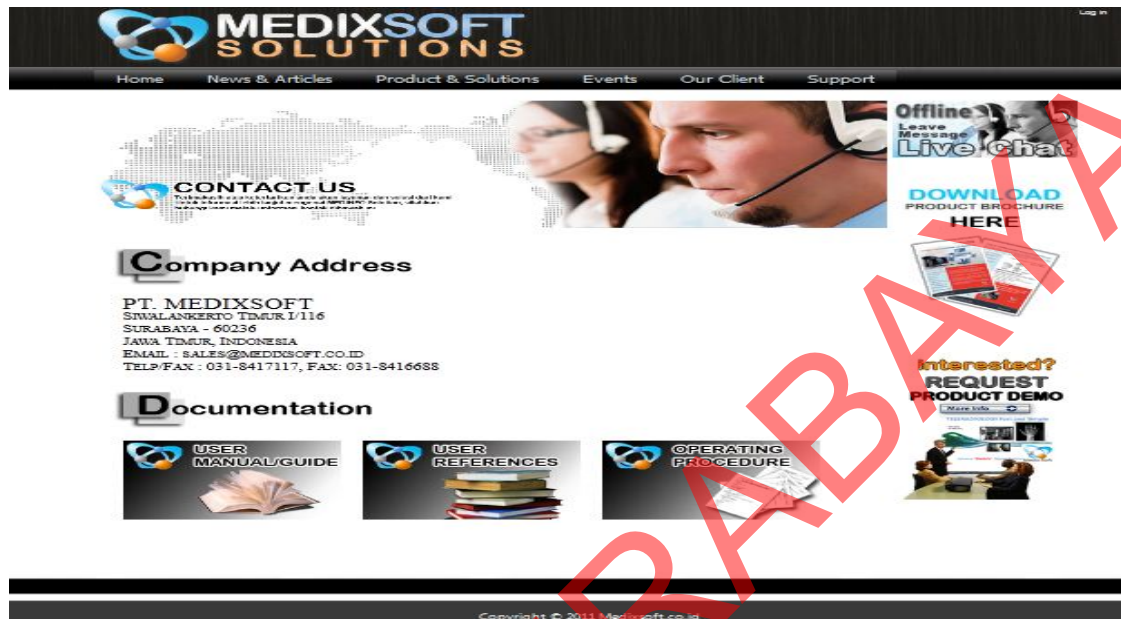 MEDIXSOFT
SOLUTIONS
Log in
Home News & Articles Product & Solutions Events Our Client Support
CONTACT US
Offline
Leave
Message
Live Chat
DOWNLOAD
PRODUCT BROCHURE
HERE
Company Address
PT. MEDIXSOFT
SIWALANKERTO TIMUR I/116
SURABAYA - 60236
JAWA TIMUR, INDONESIA
EMAIL : SALES@MEDIXSOFT.CO.ID
TELP/FAX : 031-8417117, FAX: 031-8416688
interested?
REQUEST
PRODUCT DEMO
More Info
Documentation
USER
MANUAL/GUIDE
USER
REFERENCES
OPERATING
PROCEDURE
Copyright © 2011 Medixsoft.co.id
RABAYA